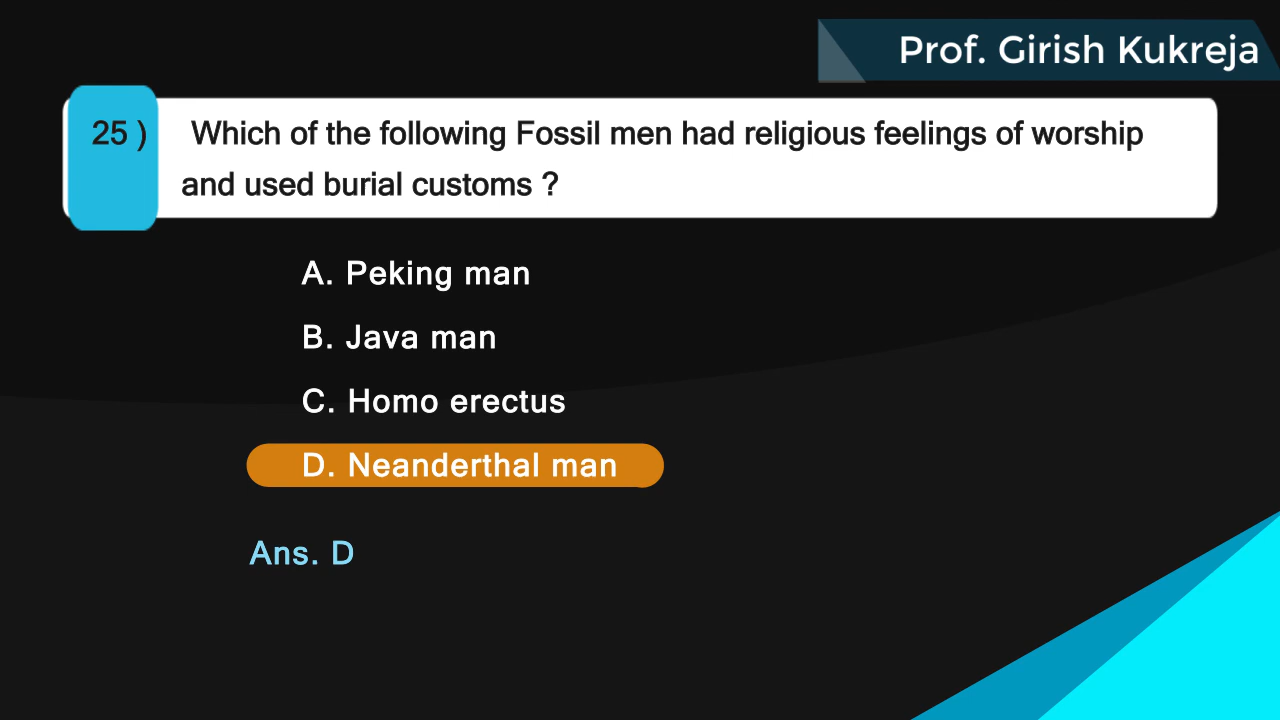 Prof. Girish Kukreja
25 ) Which of the following Fossil men had religious feelings of worship
and used burial customs ?
A. Peking man
B. Java man
C. Homo erectus
D. Neanderthal man
Ans. D